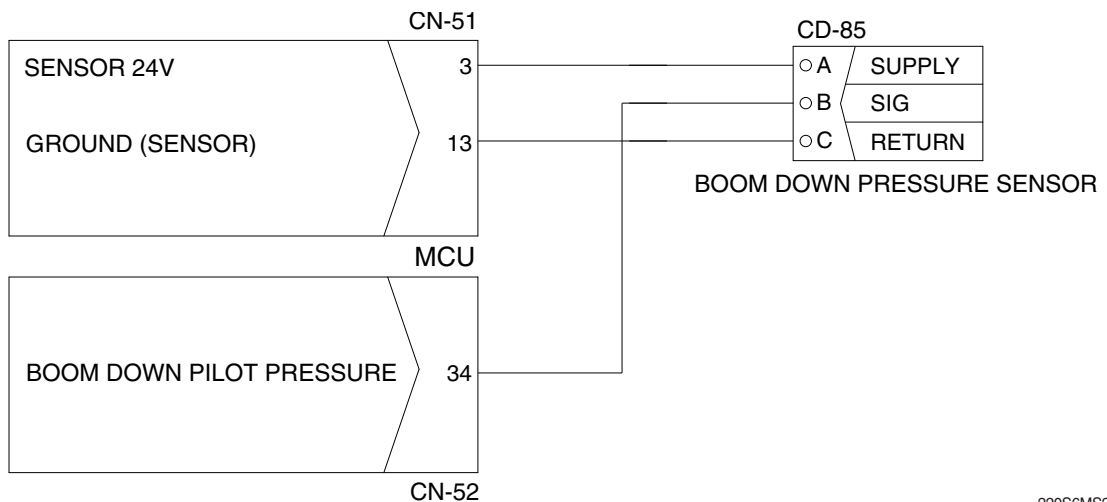 CN-51
SENSOR 24V
3
GROUND (SENSOR)
13
CD-85
A SUPPLY
B SIG
C RETURN
BOOM DOWN PRESSURE SENSOR
MCU
BOOM DOWN PILOT PRESSURE
34
CN-52